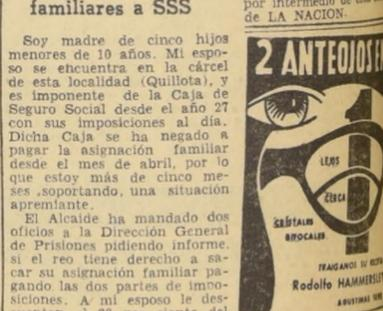 familiares a SSS
Soy madre de cinco hijos
menores de 10 años. Mi espo-
so se encuentra en la cárcel
de esta localidad (Quillota), y
es imponente de la Caja de
Seguro Social desde el año 27
con sus imposiciones al día.
Dicha Caja se ha negado a
pagar la asignación familiar
desde el mes de abril, por lo
que estoy más de cinco me-
ses soportando, una situación
apremiante.
El Alcaide ha mandado dos
oficios a la Dirección General
de Prisiones pidiendo informe,
si el reo tiene derecho a sa-
car su asignación familiar pa-
gando las dos partes de impo-
siciones. A mi esposo le des-
por intermedio de
de LA NACION.
2 ANTEOJOS EN
1
LEJOS
CERCA
CRISTALES
BIFOCALES
TRAIGANOS SU
Rodolfo HAMMERSLEY
AGUSTINAS